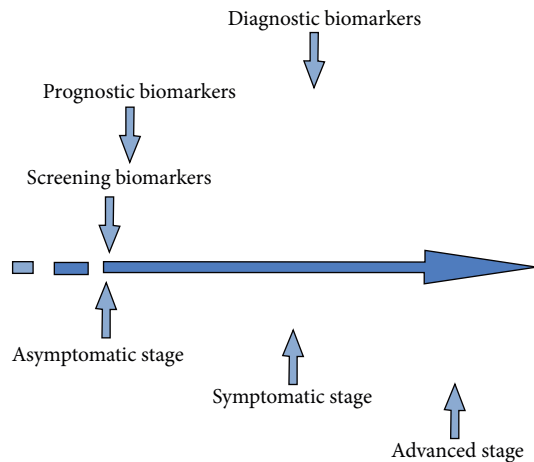 Diagnostic biomarkers
Prognostic biomarkers
Screening biomarkers
Asymptomatic stage
Symptomatic stage
Advanced stage